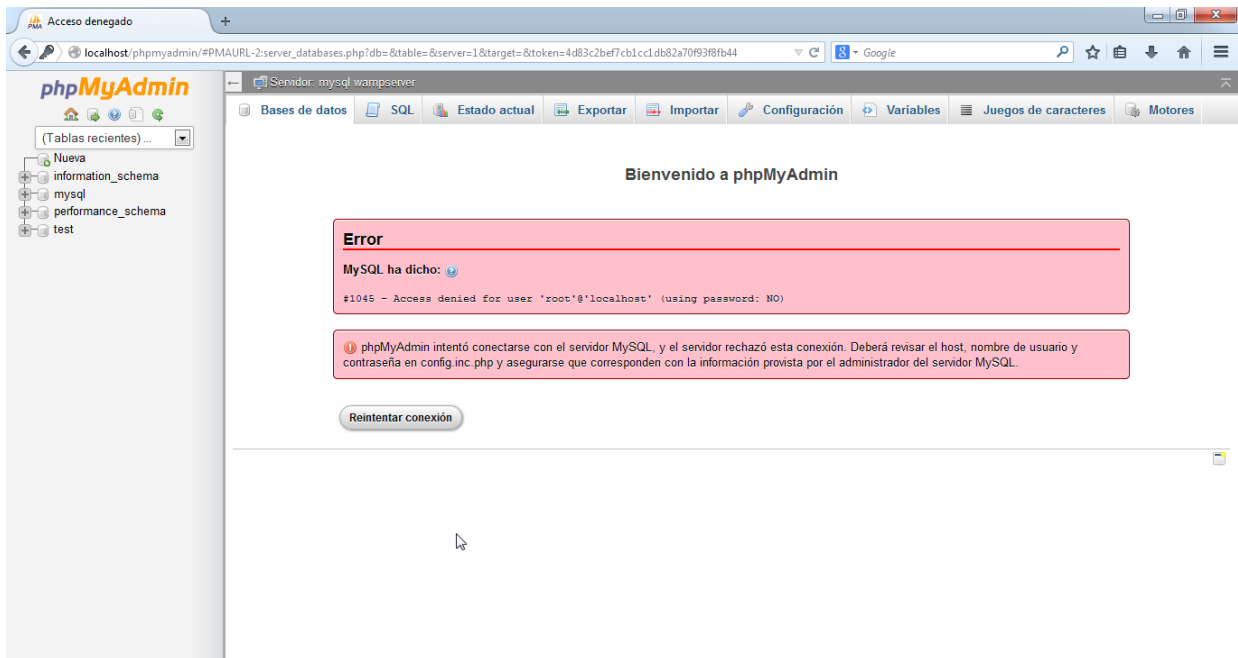 Acceso denegado
localhost/phpmyadmin/#PMAURL-2:server_databases.php?db=&table=&server=1&target=&token=4d83c2bef7cb1cc1db82a70f93f8fb44
Google
phpMyAdmin
Servidor: mysql wampserver
Bases de datos SQL Estado actual Exportar Importar Configuración Variables Juegos de caracteres Motores
(Tablas recientes) ...
Nueva
information_schema
mysql
performance_schema
test
Bienvenido a phpMyAdmin
Error
MySQL ha dicho:
#1045 - Access denied for user 'root'@'localhost' (using password: NO)
phpMyAdmin intentó conectarse con el servidor MySQL, y el servidor rechazó esta conexión. Deberá revisar el host, nombre de usuario y
contraseña en config.inc.php y asegurarse que corresponden con la información provista por el administrador del servidor MySQL.
Reintentar conexión